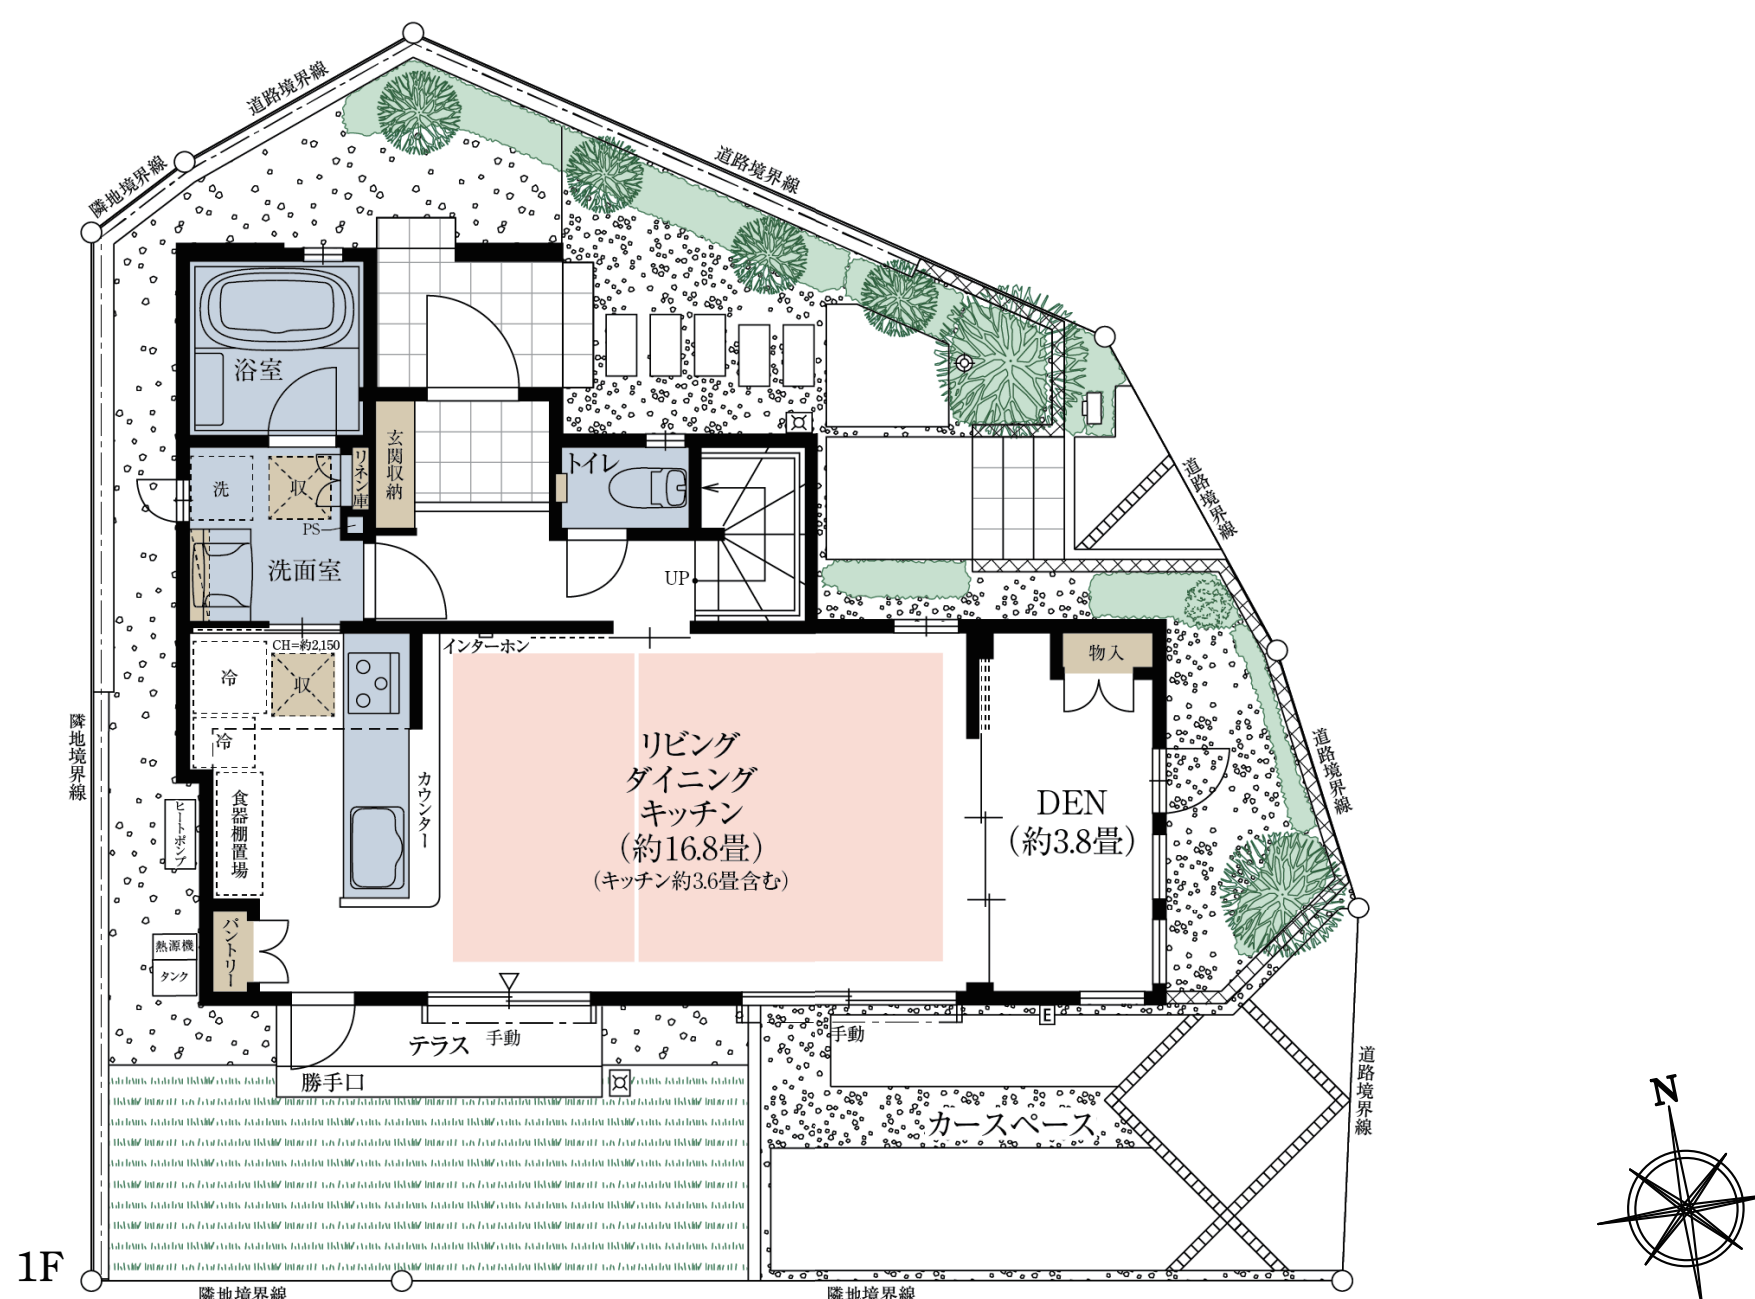 道路境界線
隣地境界線
道路境界線
浴室
玄関収納
リネン庫
トイレ
洗
収
PS
洗面室
UP
道路境界線
CH=約2,150
インターホン
冷
収
冷
物入
隣地境界線
リビング
ダイニング
キッチン
(約16.8畳)
(キッチン約3.6畳含む)
カウンター
DEN
(約3.8畳)
道路境界線
食器棚置場
ヒートポンプ
パントリー
熱源機
タンク
テラス
手動
手動
E
勝手口
カースペース
道路境界線
N
1F
隣地境界線
隣地境界線